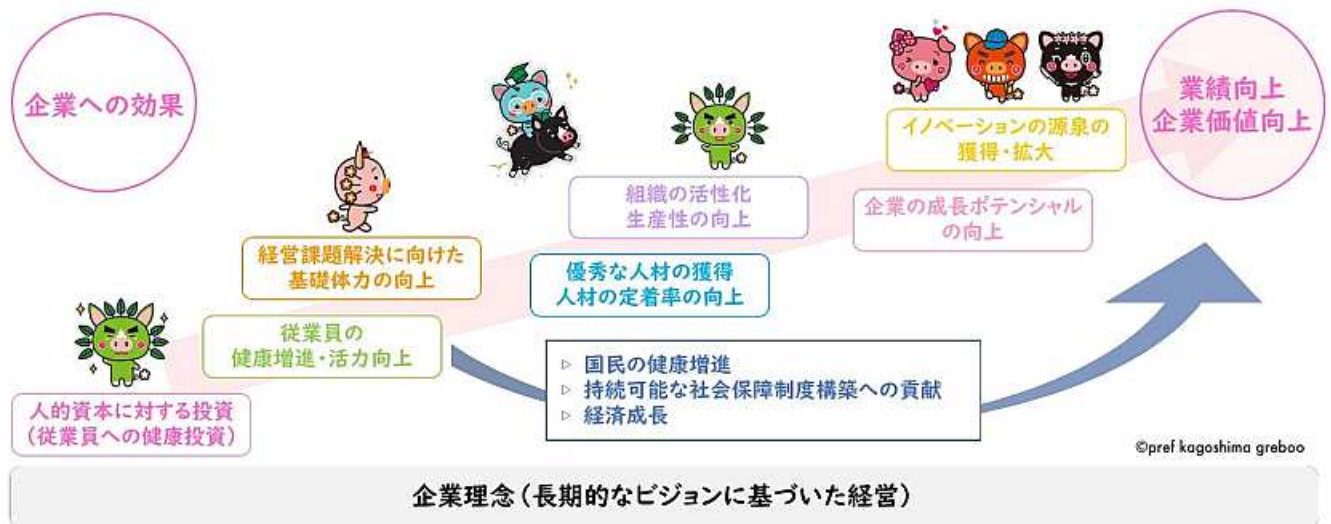 企業への効果
業績向上
企業価値向上
イノベーションの源泉の
獲得・拡大
企業の成長ポテンシャル
の向上
組織の活性化
生産性の向上
優秀な人材の獲得
人材の定着率の向上
経営課題解決に向けた
基礎体力の向上
従業員の
健康増進・活力向上
人的資本に対する投資
(従業員への健康投資)
▷ 国民の健康増進
▷ 持続可能な社会保障制度構築への貢献
▷ 経済成長
©pref kagoshima greboo
企業理念(長期的なビジョンに基づいた経営)